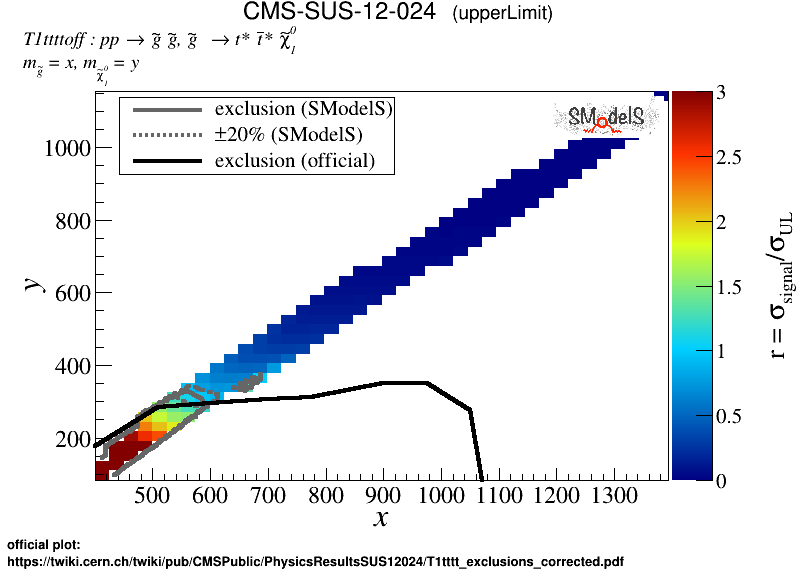 CMS-SUS-12-024 (upperLimit)
T1ttttoff : pp → g̃ g̃, g̃ → t* t̄* χ̃₁⁰
m_g̃ = x, m_χ̃₁⁰ = y
exclusion (SModelS)
±20% (SModelS)
exclusion (official)
SModelS
1000
800
600
400
200
y
500 600 700 800 900 1000 1100 1200 1300
x
3
2.5
2
1.5
1
0.5
0
r = σ_signal/σ_UL
official plot:
https://twiki.cern.ch/twiki/pub/CMSPublic/PhysicsResultsSUS12024/T1tttt_exclusions_corrected.pdf